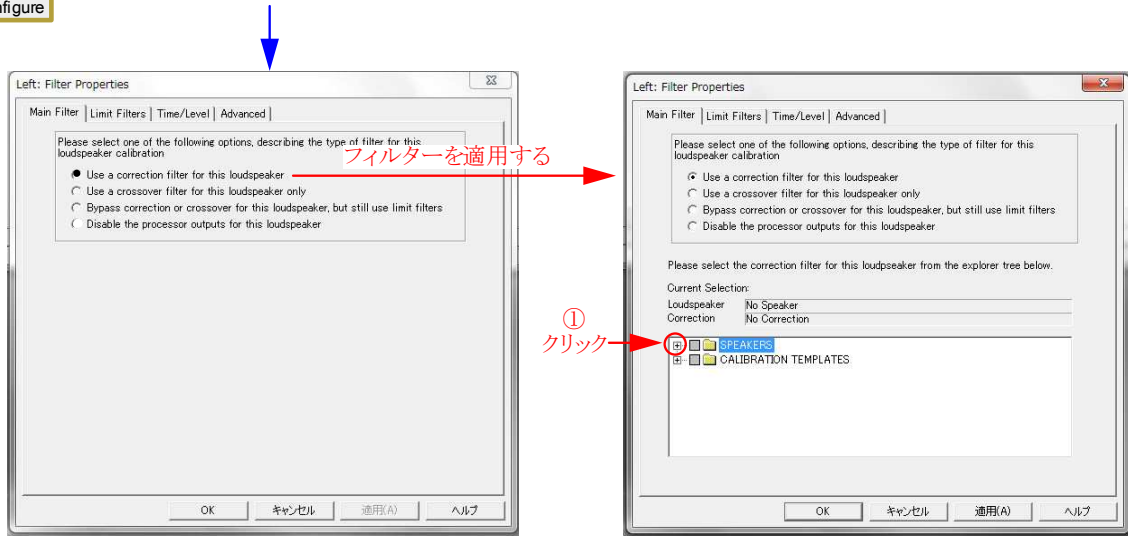 nfigure
Left: Filter Properties
Main Filter Limit Filters Time/Level Advanced
Please select one of the following options, describing the type of filter for this
loudspeaker calibration
Use a correction filter for this loudspeaker
Use a crossover filter for this loudspeaker only
Bypass correction or crossover for this loudspeaker, but still use limit filters
Disable the processor outputs for this loudspeaker
OK キャンセル 適用(A) ヘルプ
フィルターを適用する
Left: Filter Properties
Main Filter Limit Filters Time/Level Advanced
Please select one of the following options, describing the type of filter for this
loudspeaker calibration
Use a correction filter for this loudspeaker
Use a crossover filter for this loudspeaker only
Bypass correction or crossover for this loudspeaker, but still use limit filters
Disable the processor outputs for this loudspeaker
Please select the correction filter for this loudpseaker from the explorer tree below.
Current Selection:
Loudspeaker No Speaker
Correction No Correction
①
クリック
SPEAKERS
CALIBRATION TEMPLATES
OK キャンセル 適用(A) ヘルプ